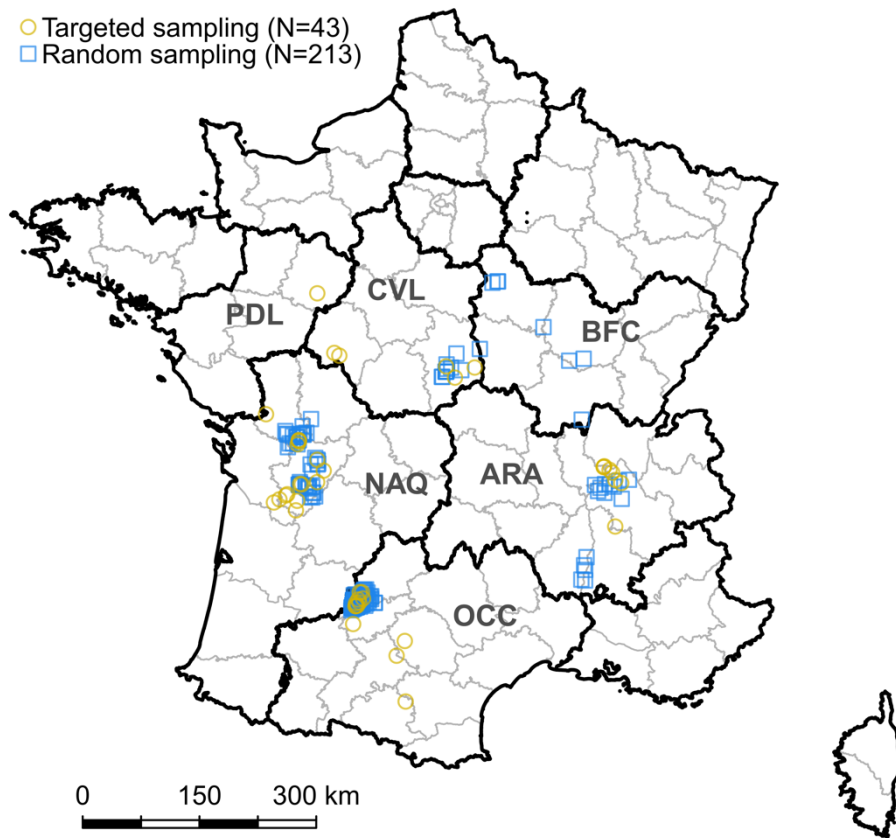 Targeted sampling (N=43)
Random sampling (N=213)
CVL
PDL
BFC
ARA
NAQ
OCC
0 150 300 km